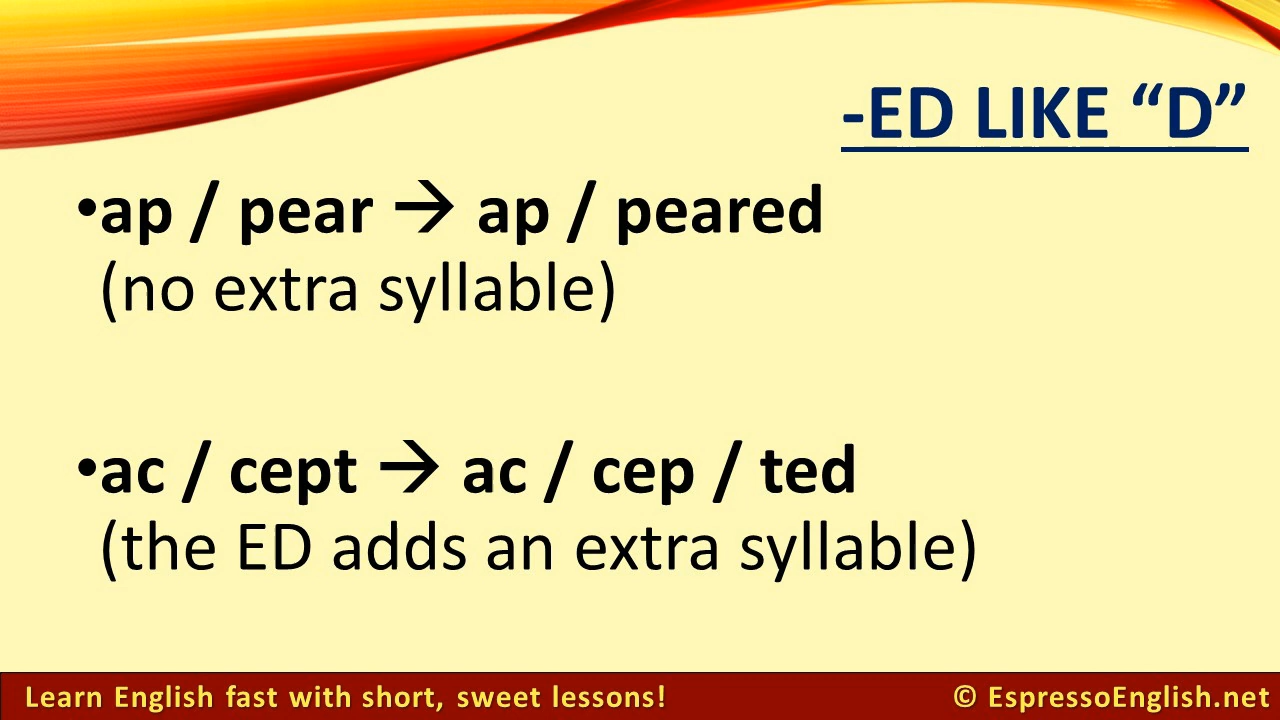 -ED LIKE “D”
•ap / pear → ap / peared
(no extra syllable)
•ac / cept → ac / cep / ted
(the ED adds an extra syllable)
Learn English fast with short, sweet lessons! © EspressoEnglish.net